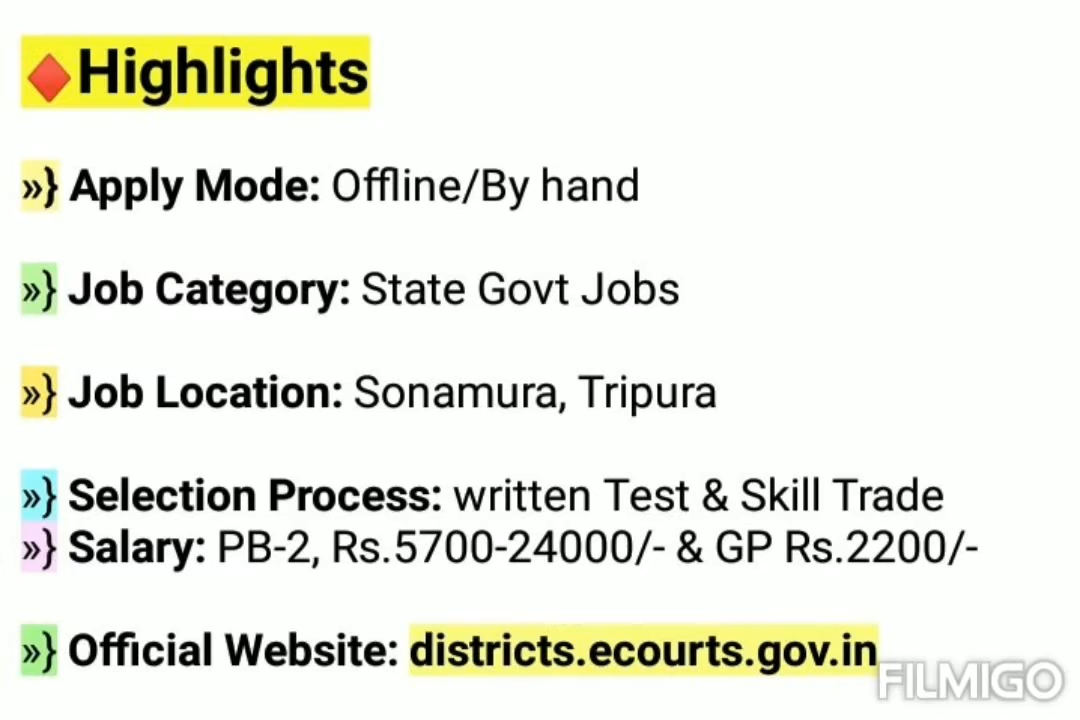 ♦Highlights
»} Apply Mode: Offline/By hand
»} Job Category: State Govt Jobs
»} Job Location: Sonamura, Tripura
»} Selection Process: written Test & Skill Trade
»} Salary: PB-2, Rs.5700-24000/- & GP Rs.2200/-
»} Official Website: districts.ecourts.gov.in
FILMIGO